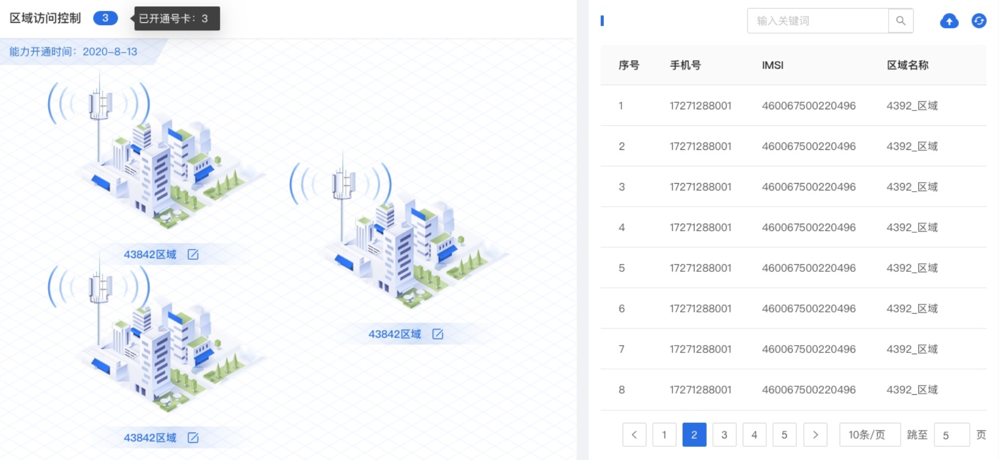 区域访问控制 3 已开通号卡：3
能力开通时间：2020-8-13
43842区域
43842区域
43842区域
输入关键词
序号 手机号 IMSI 区域名称
1 17271288001 460067500220496 4392_区域
2 17271288001 460067500220496 4392_区域
3 17271288001 460067500220496 4392_区域
4 17271288001 460067500220496 4392_区域
5 17271288001 460067500220496 4392_区域
6 17271288001 460067500220496 4392_区域
7 17271288001 460067500220496 4392_区域
8 17271288001 460067500220496 4392_区域
< 1 2 3 4 5 > 10条/页 跳至 5 页